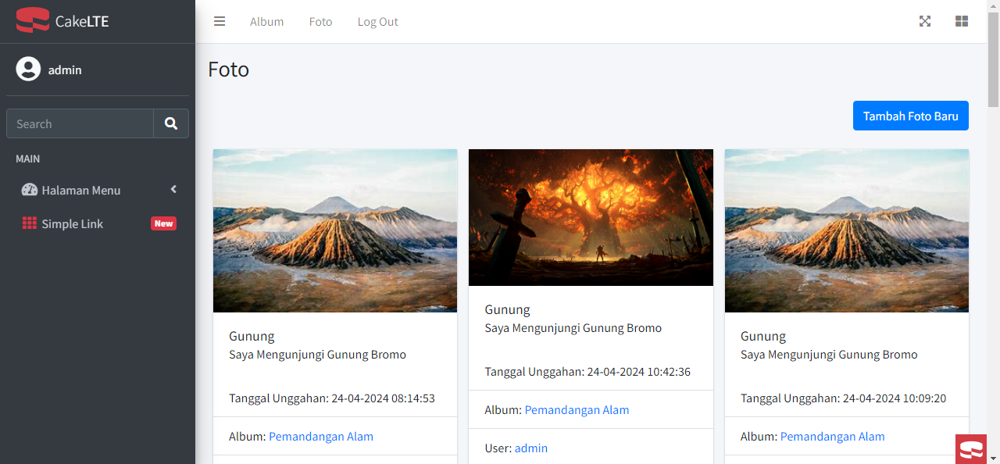 CakeLTE
Album Foto Log Out
admin
Search
MAIN
Halaman Menu
Simple Link New
Foto
Tambah Foto Baru
Gunung
Saya Mengunjungi Gunung Bromo
Tanggal Unggahan: 24-04-2024 08:14:53
Album: Pemandangan Alam
Gunung
Saya Mengunjungi Gunung Bromo
Tanggal Unggahan: 24-04-2024 10:42:36
Album: Pemandangan Alam
User: admin
Gunung
Saya Mengunjungi Gunung Bromo
Tanggal Unggahan: 24-04-2024 10:09:20
Album: Pemandangan Alam